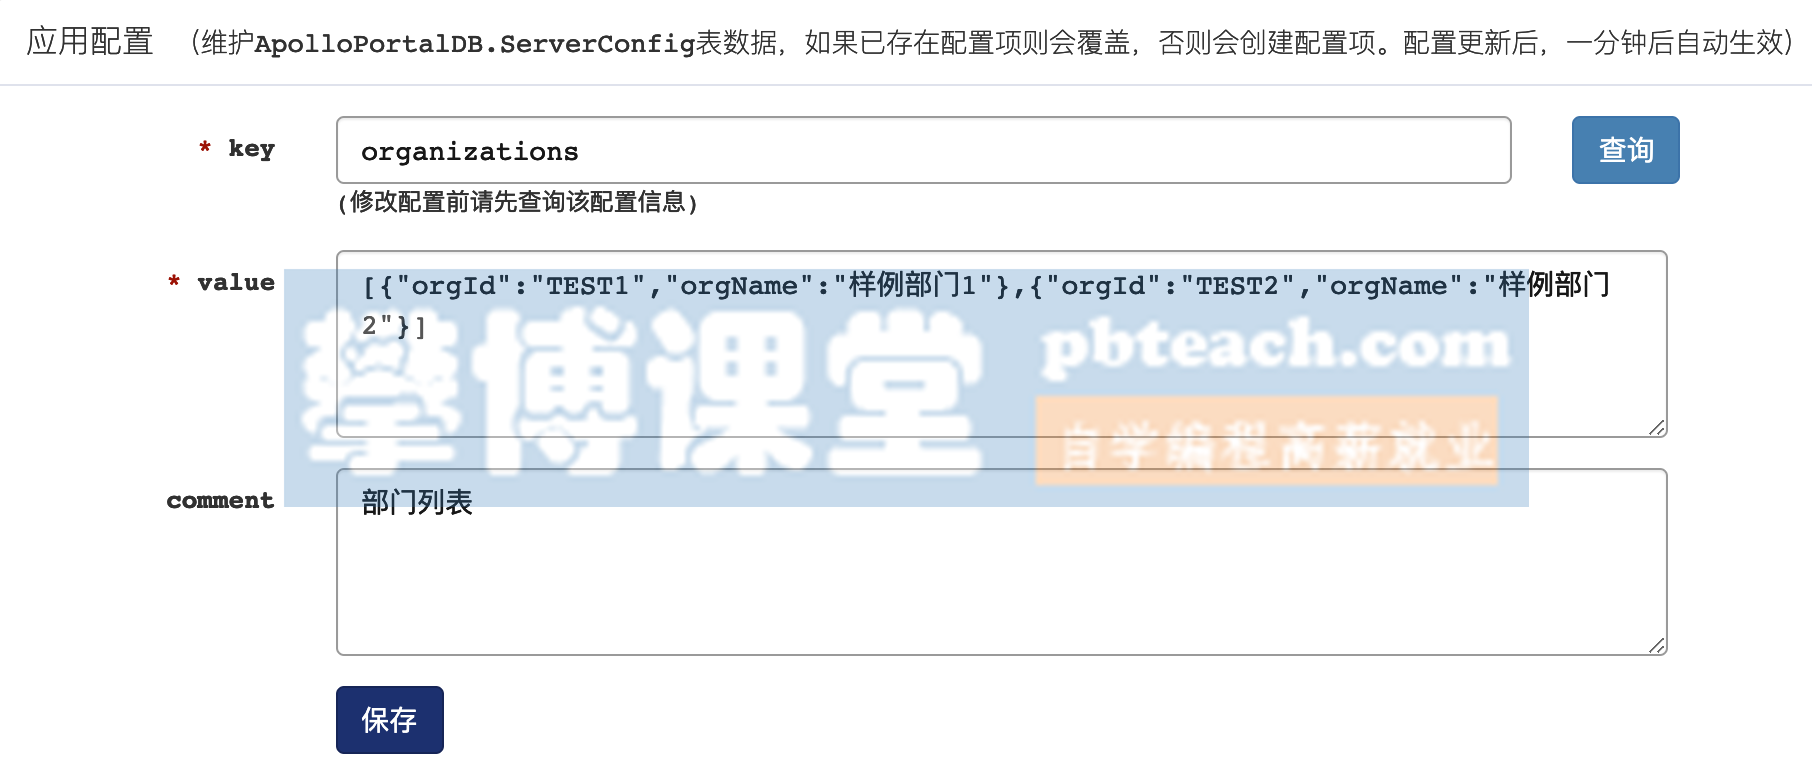 应用配置 （维护ApolloPortalDB.ServerConfig表数据，如果已存在配置项则会覆盖，否则会创建配置项。配置更新后，一分钟后自动生效）
* key organizations 查询
(修改配置前请先查询该配置信息)
* value [{"orgId":"TEST1","orgName":"样例部门1"},{"orgId":"TEST2","orgName":"样例部门
2"}]
攀博课堂 pbteach.com
自学编程高薪就业
comment 部门列表
保存